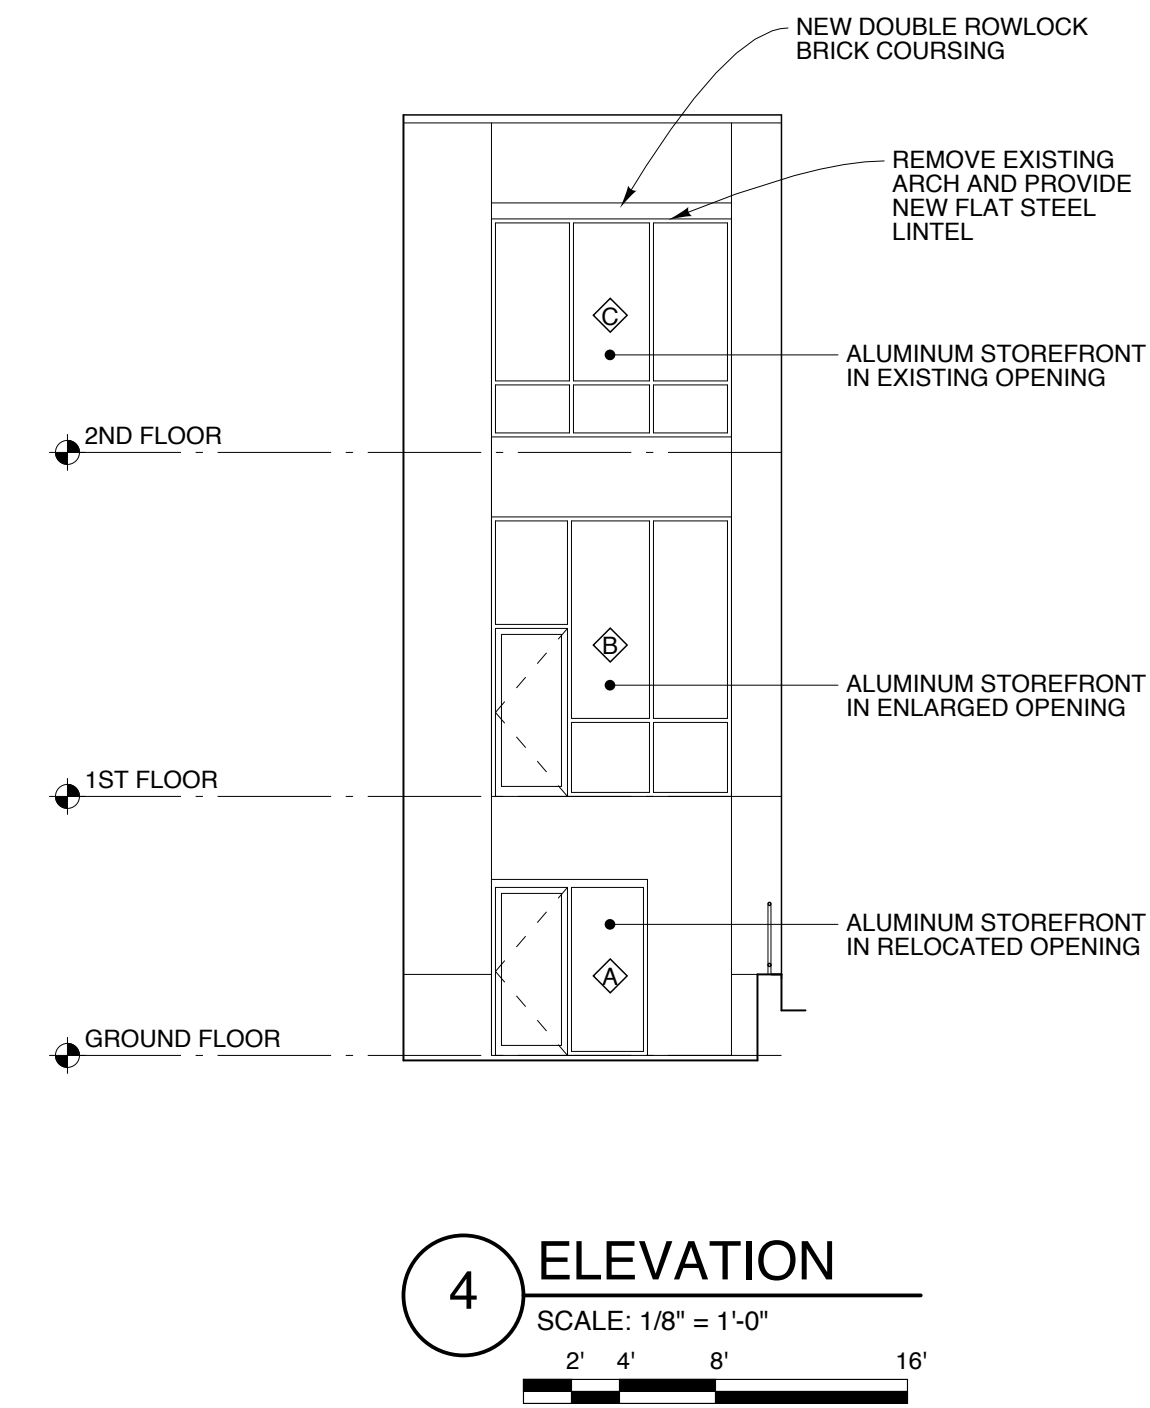 NEW DOUBLE ROWLOCK
BRICK COURSING
REMOVE EXISTING
ARCH AND PROVIDE
NEW FLAT STEEL
LINTEL
C
ALUMINUM STOREFRONT
IN EXISTING OPENING
2ND FLOOR
B
ALUMINUM STOREFRONT
IN ENLARGED OPENING
1ST FLOOR
ALUMINUM STOREFRONT
IN RELOCATED OPENING
A
GROUND FLOOR
4
ELEVATION
SCALE: 1/8" = 1'-0"
2' 4' 8' 16'